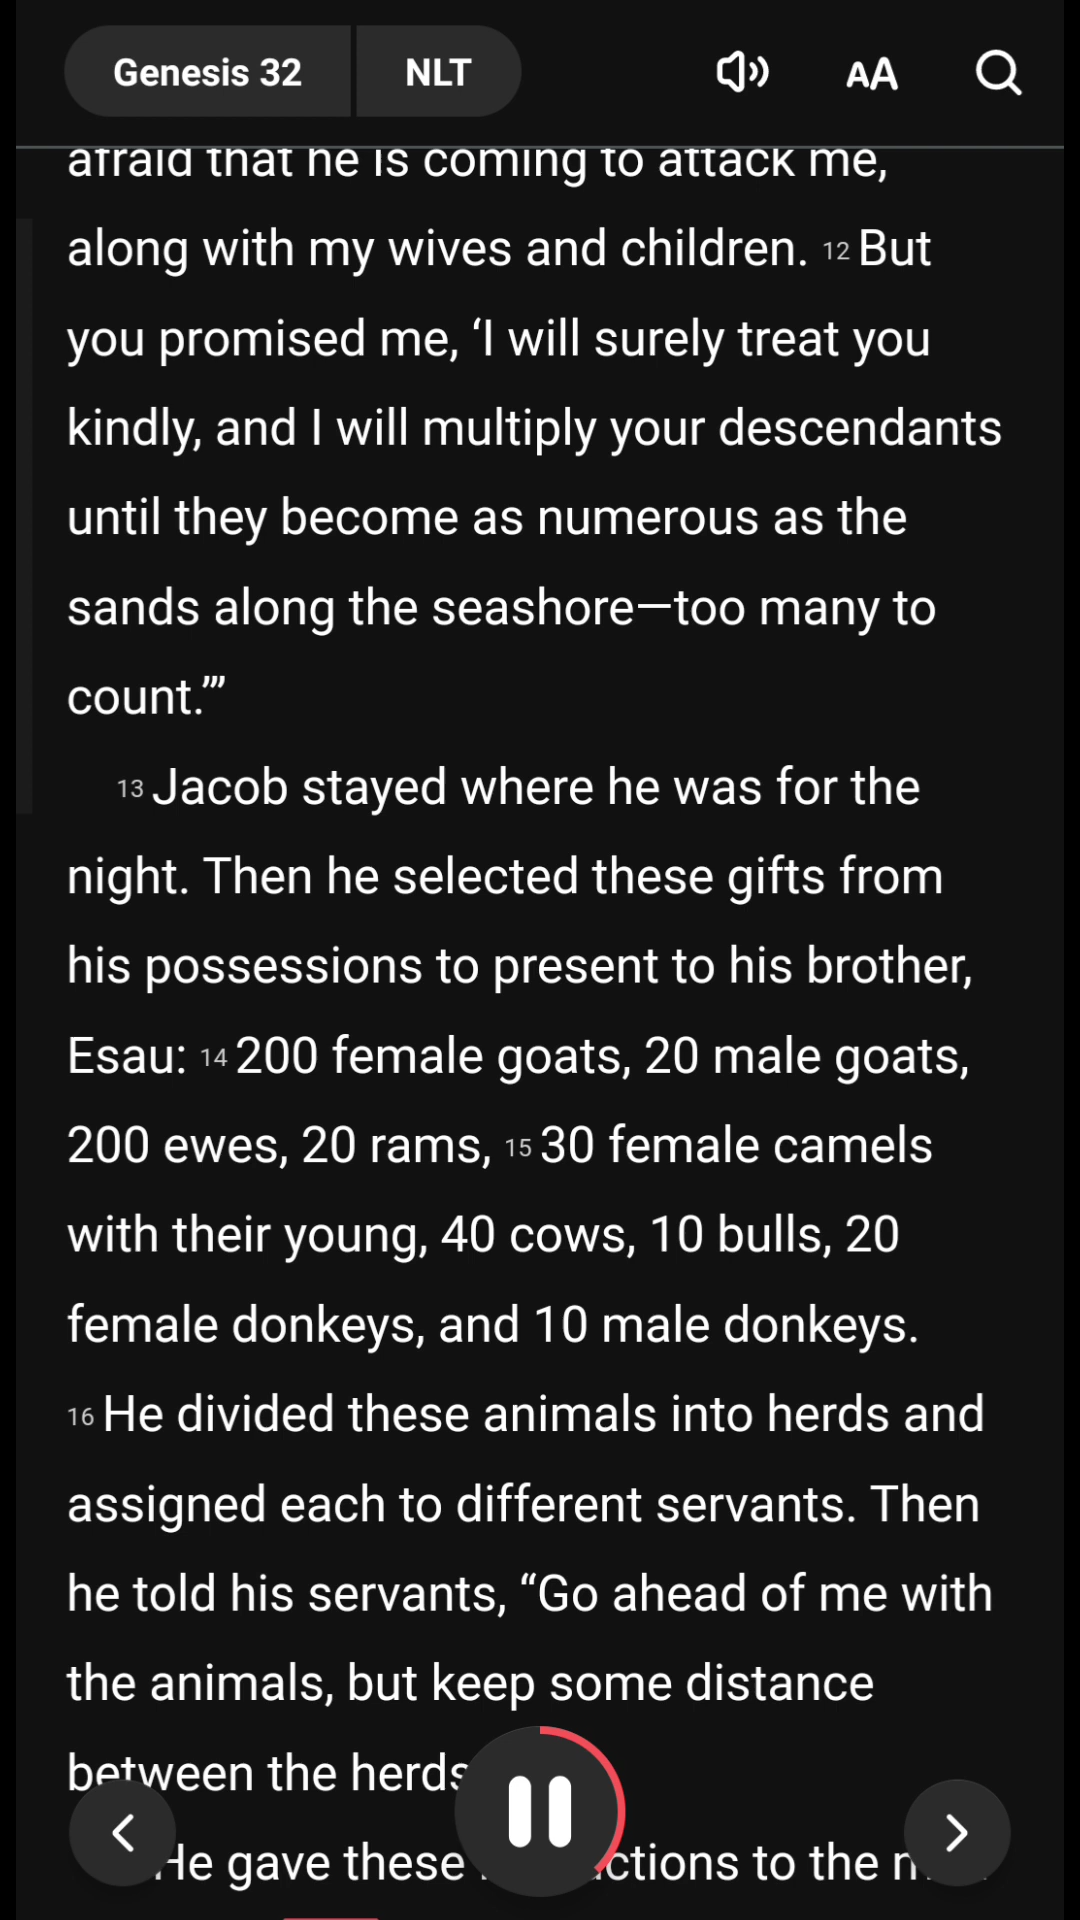 Genesis 32 NLT AA
afraid that he is coming to attack me,
along with my wives and children. 12 But
you promised me, ‘I will surely treat you
kindly, and I will multiply your descendants
until they become as numerous as the
sands along the seashore—too many to
count.’”
13 Jacob stayed where he was for the
night. Then he selected these gifts from
his possessions to present to his brother,
Esau: 14 200 female goats, 20 male goats,
200 ewes, 20 rams, 15 30 female camels
with their young, 40 cows, 10 bulls, 20
female donkeys, and 10 male donkeys.
16 He divided these animals into herds and
assigned each to different servants. Then
he told his servants, “Go ahead of me with
the animals, but keep some distance
between the herds
He gave these ctions to the